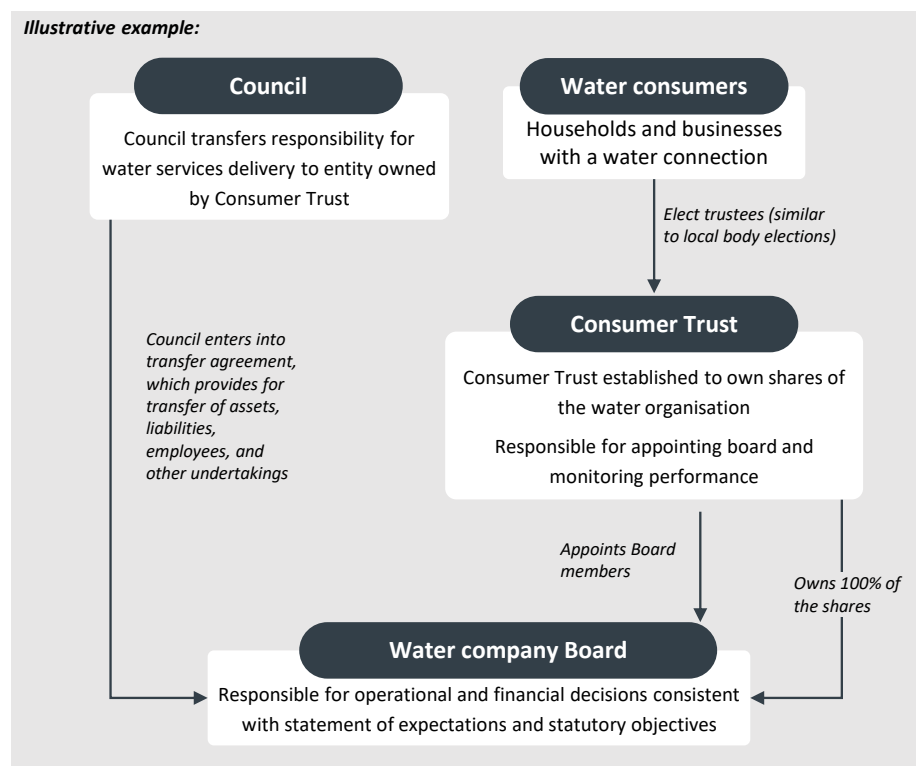 Illustrative example:
Council
Council transfers responsibility for
water services delivery to entity owned
by Consumer Trust
Water consumers
Households and businesses
with a water connection
Elect trustees (similar
to local body elections)
Council enters into
transfer agreement,
which provides for
transfer of assets,
liabilities,
employees, and
other undertakings
Consumer Trust
Consumer Trust established to own shares of
the water organisation
Responsible for appointing board and
monitoring performance
Appoints Board
members
Owns 100% of
the shares
Water company Board
Responsible for operational and financial decisions consistent
with statement of expectations and statutory objectives